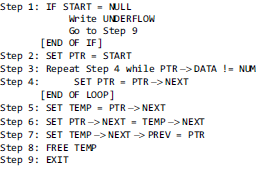 Step 1: IF START = NULL
Write UNDERFLOW
Go to Step 9
[END OF IF]
Step 2: SET PTR = START
Step 3: Repeat Step 4 while PTR->DATA != NUM
Step 4: SET PTR = PTR->NEXT
[END OF LOOP]
Step 5: SET TEMP = PTR->NEXT
Step 6: SET PTR->NEXT = TEMP->NEXT
Step 7: SET TEMP->NEXT->PREV = PTR
Step 8: FREE TEMP
Step 9: EXIT